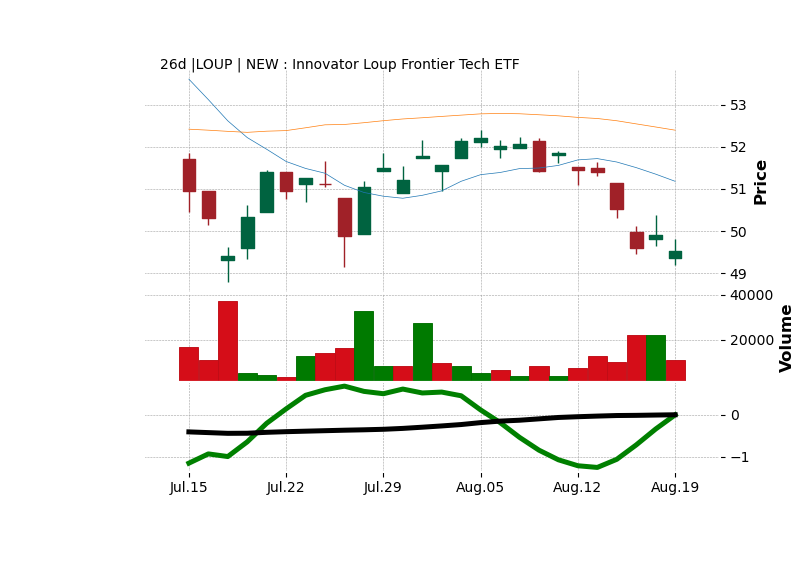 26d |LOUP | NEW : Innovator Loup Frontier Tech ETF
53
52
51
50
49
Price
40000
20000
Volume
0
−1
Jul.15 Jul.22 Jul.29 Aug.05 Aug.12 Aug.19